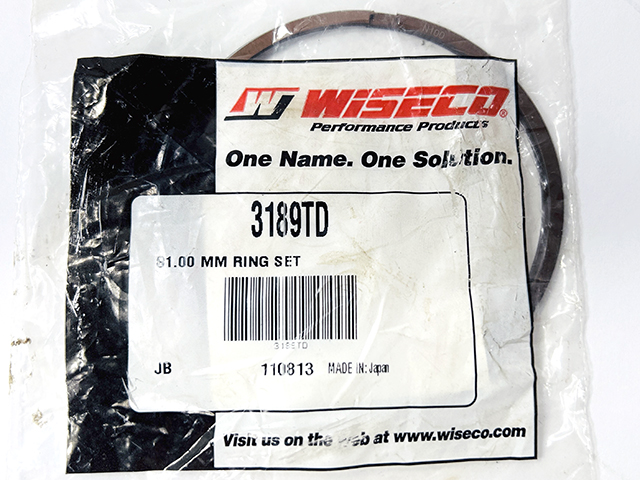 N100
W WISECO®
Performance Products
One Name. One Solution.
3189TD
81.00 MM RING SET
3189TD
JB 110813 MADE IN: Japan
Visit us on the web at www.wiseco.com